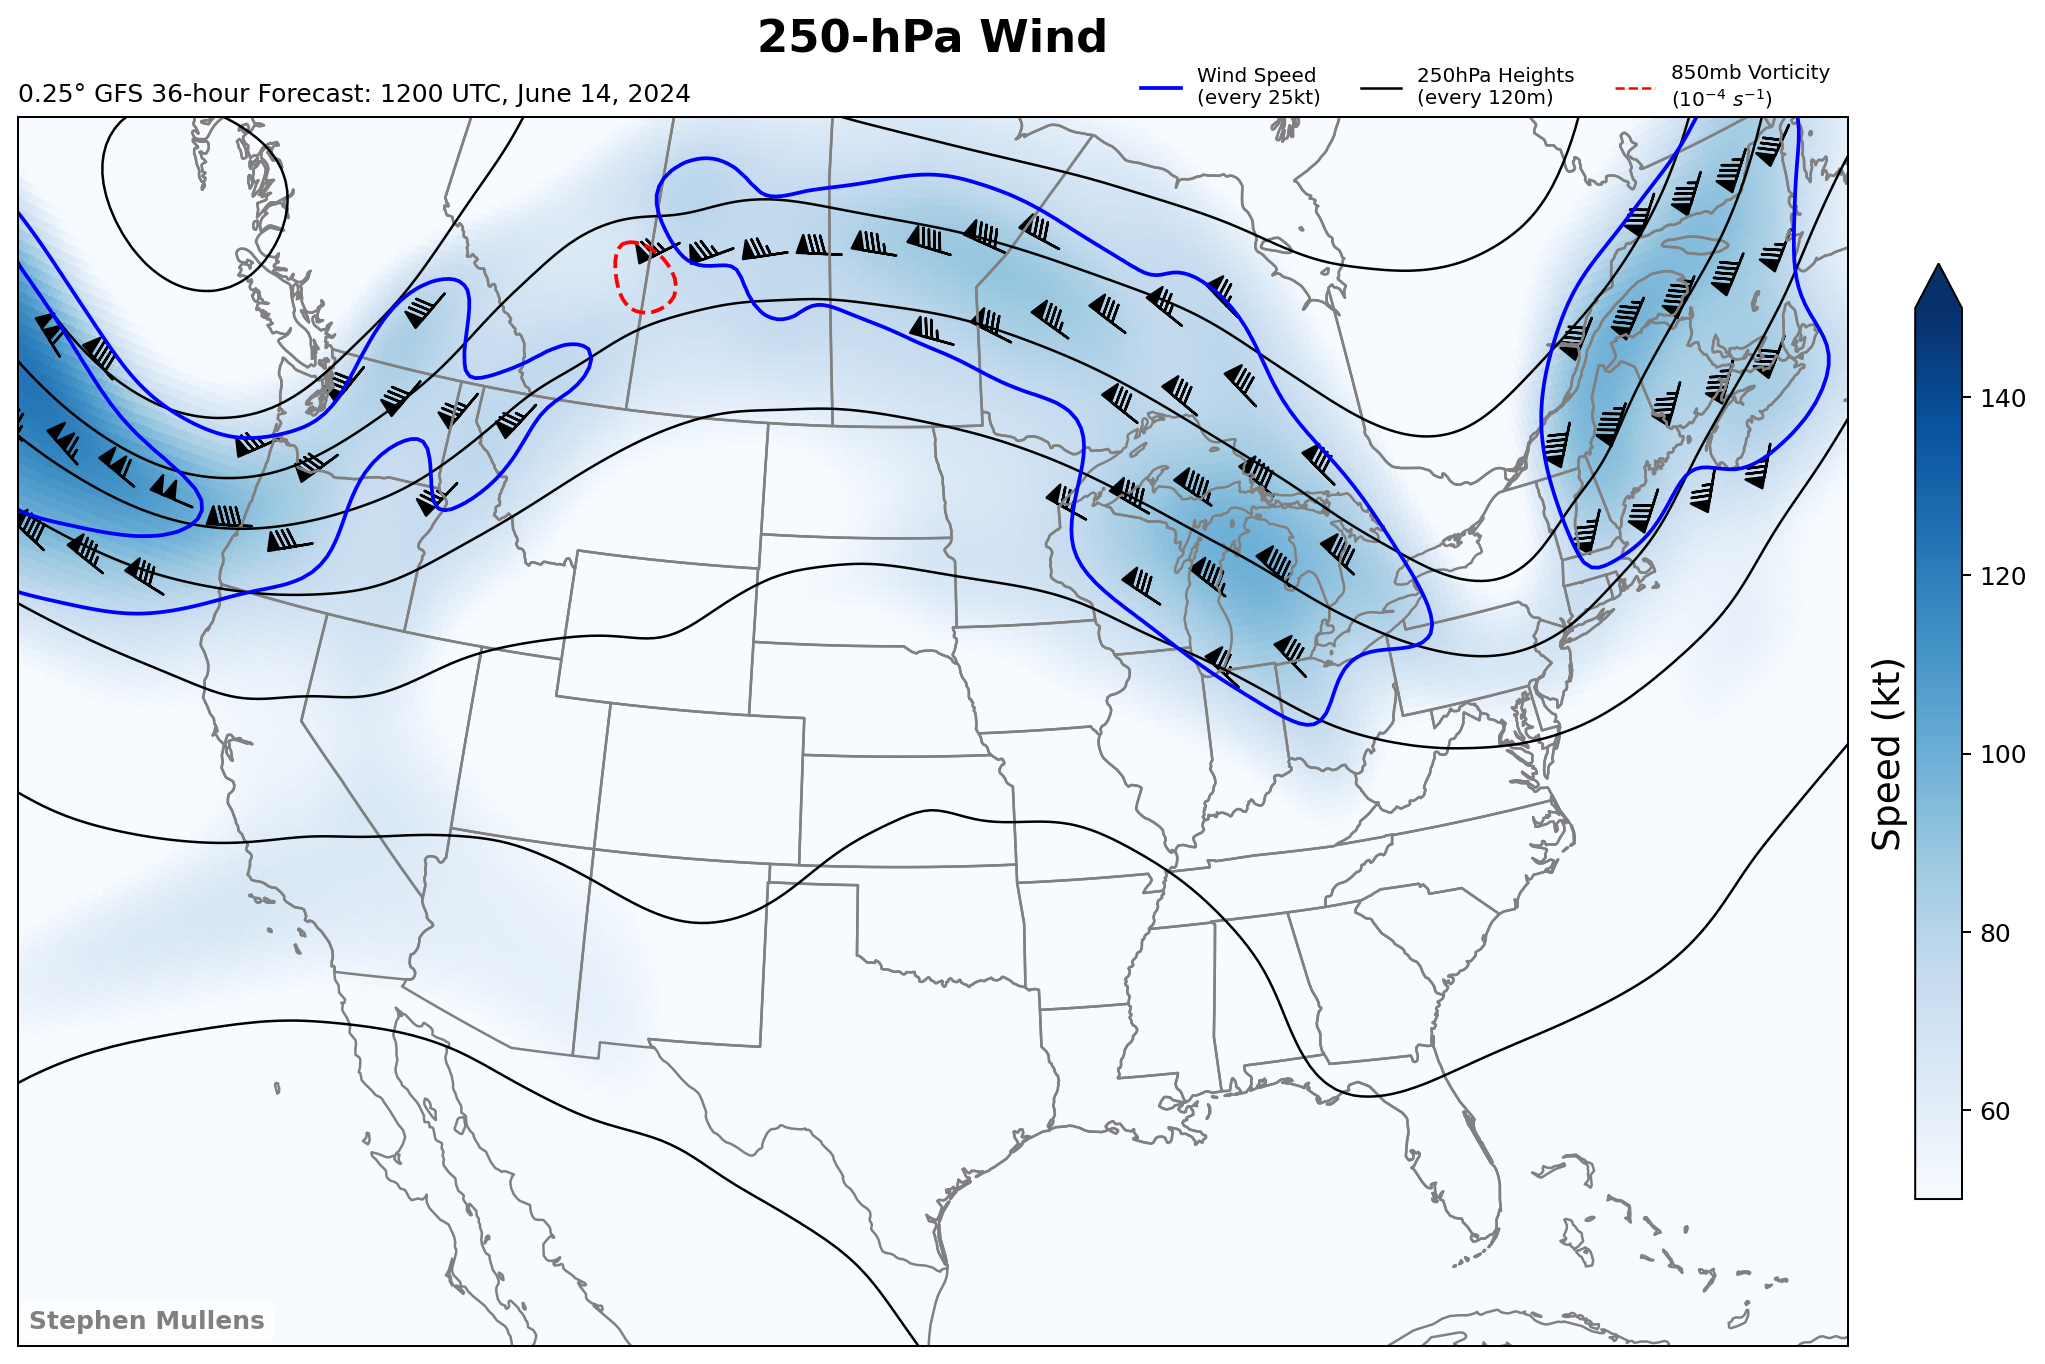 250-hPa Wind
0.25° GFS 36-hour Forecast: 1200 UTC, June 14, 2024
Wind Speed
(every 25kt)
250hPa Heights
(every 120m)
850mb Vorticity
(10⁻⁴ s⁻¹)
140
120
100
80
60
Speed (kt)
Stephen Mullens